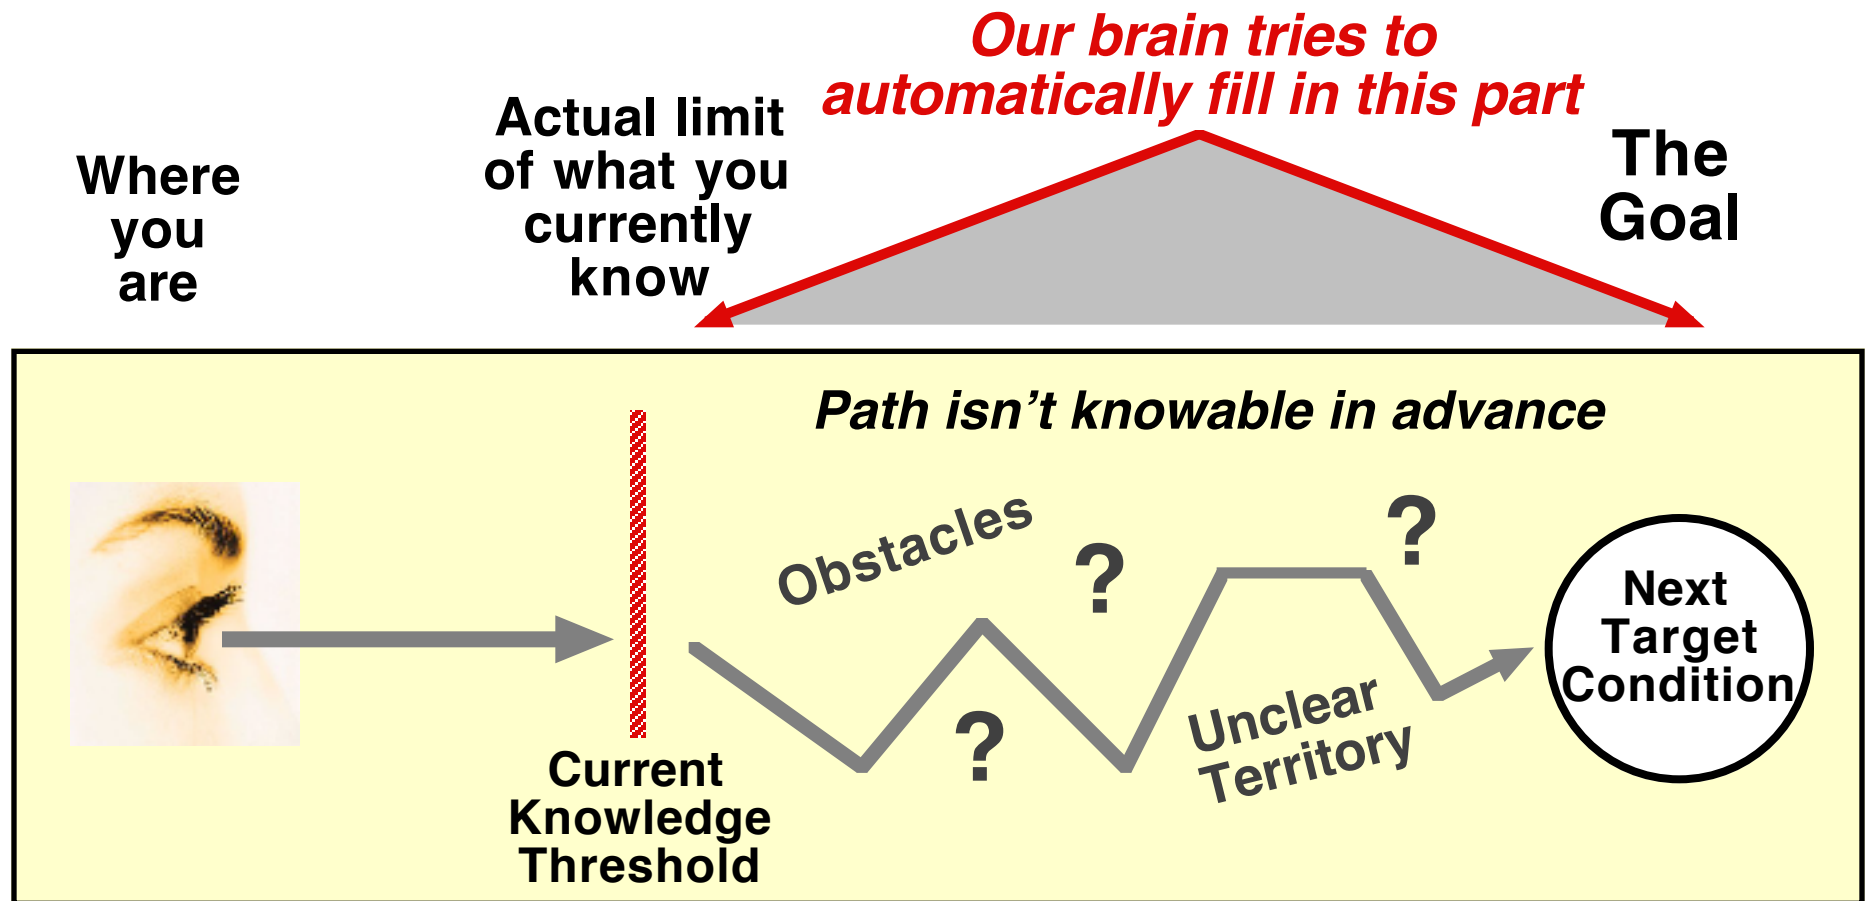 Our brain tries to
automatically fill in this part
Where
you
are
Actual limit
of what you
currently
know
The
Goal
Path isn't knowable in advance
Obstacles
?
?
?
Unclear
Territory
Next
Target
Condition
Current
Knowledge
Threshold